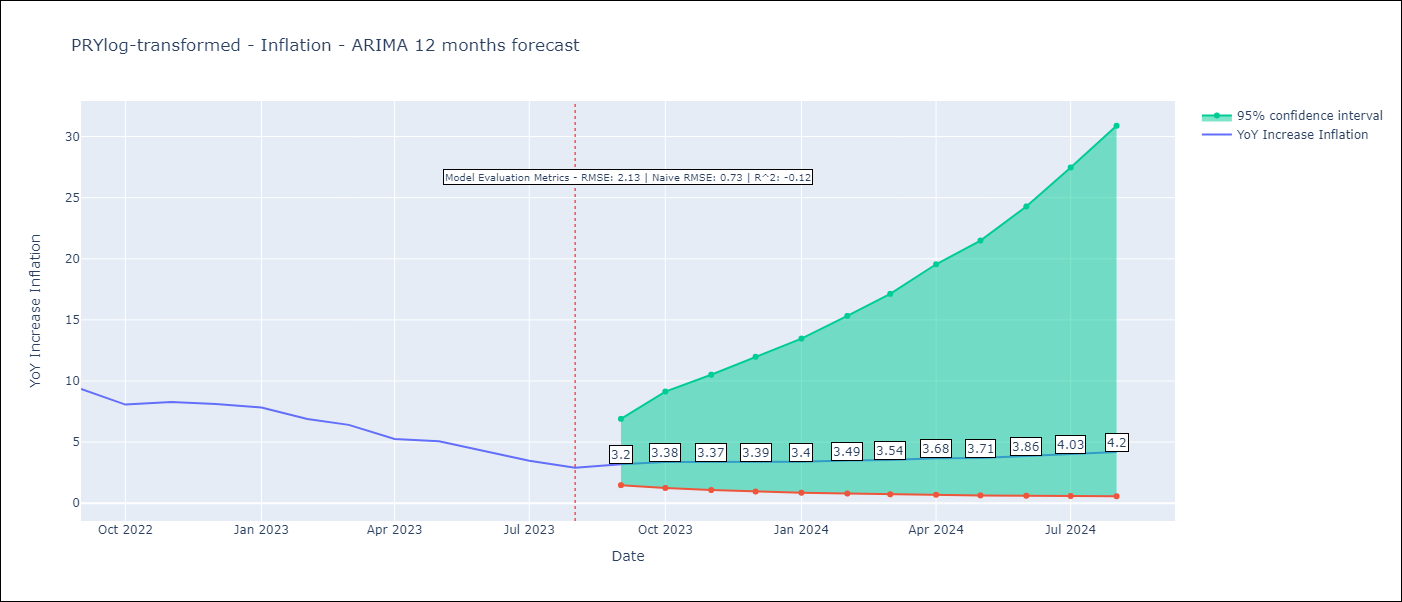 PRYlog-transformed - Inflation - ARIMA 12 months forecast
95% confidence interval
YoY Increase Inflation
Model Evaluation Metrics - RMSE: 2.13 | Naive RMSE: 0.73 | R^2: -0.12
YoY Increase Inflation
30
25
20
15
10
5
0
3.2
3.38
3.37
3.39
3.4
3.49
3.54
3.68
3.71
3.86
4.03
4.2
Oct 2022
Jan 2023
Apr 2023
Jul 2023
Oct 2023
Jan 2024
Apr 2024
Jul 2024
Date